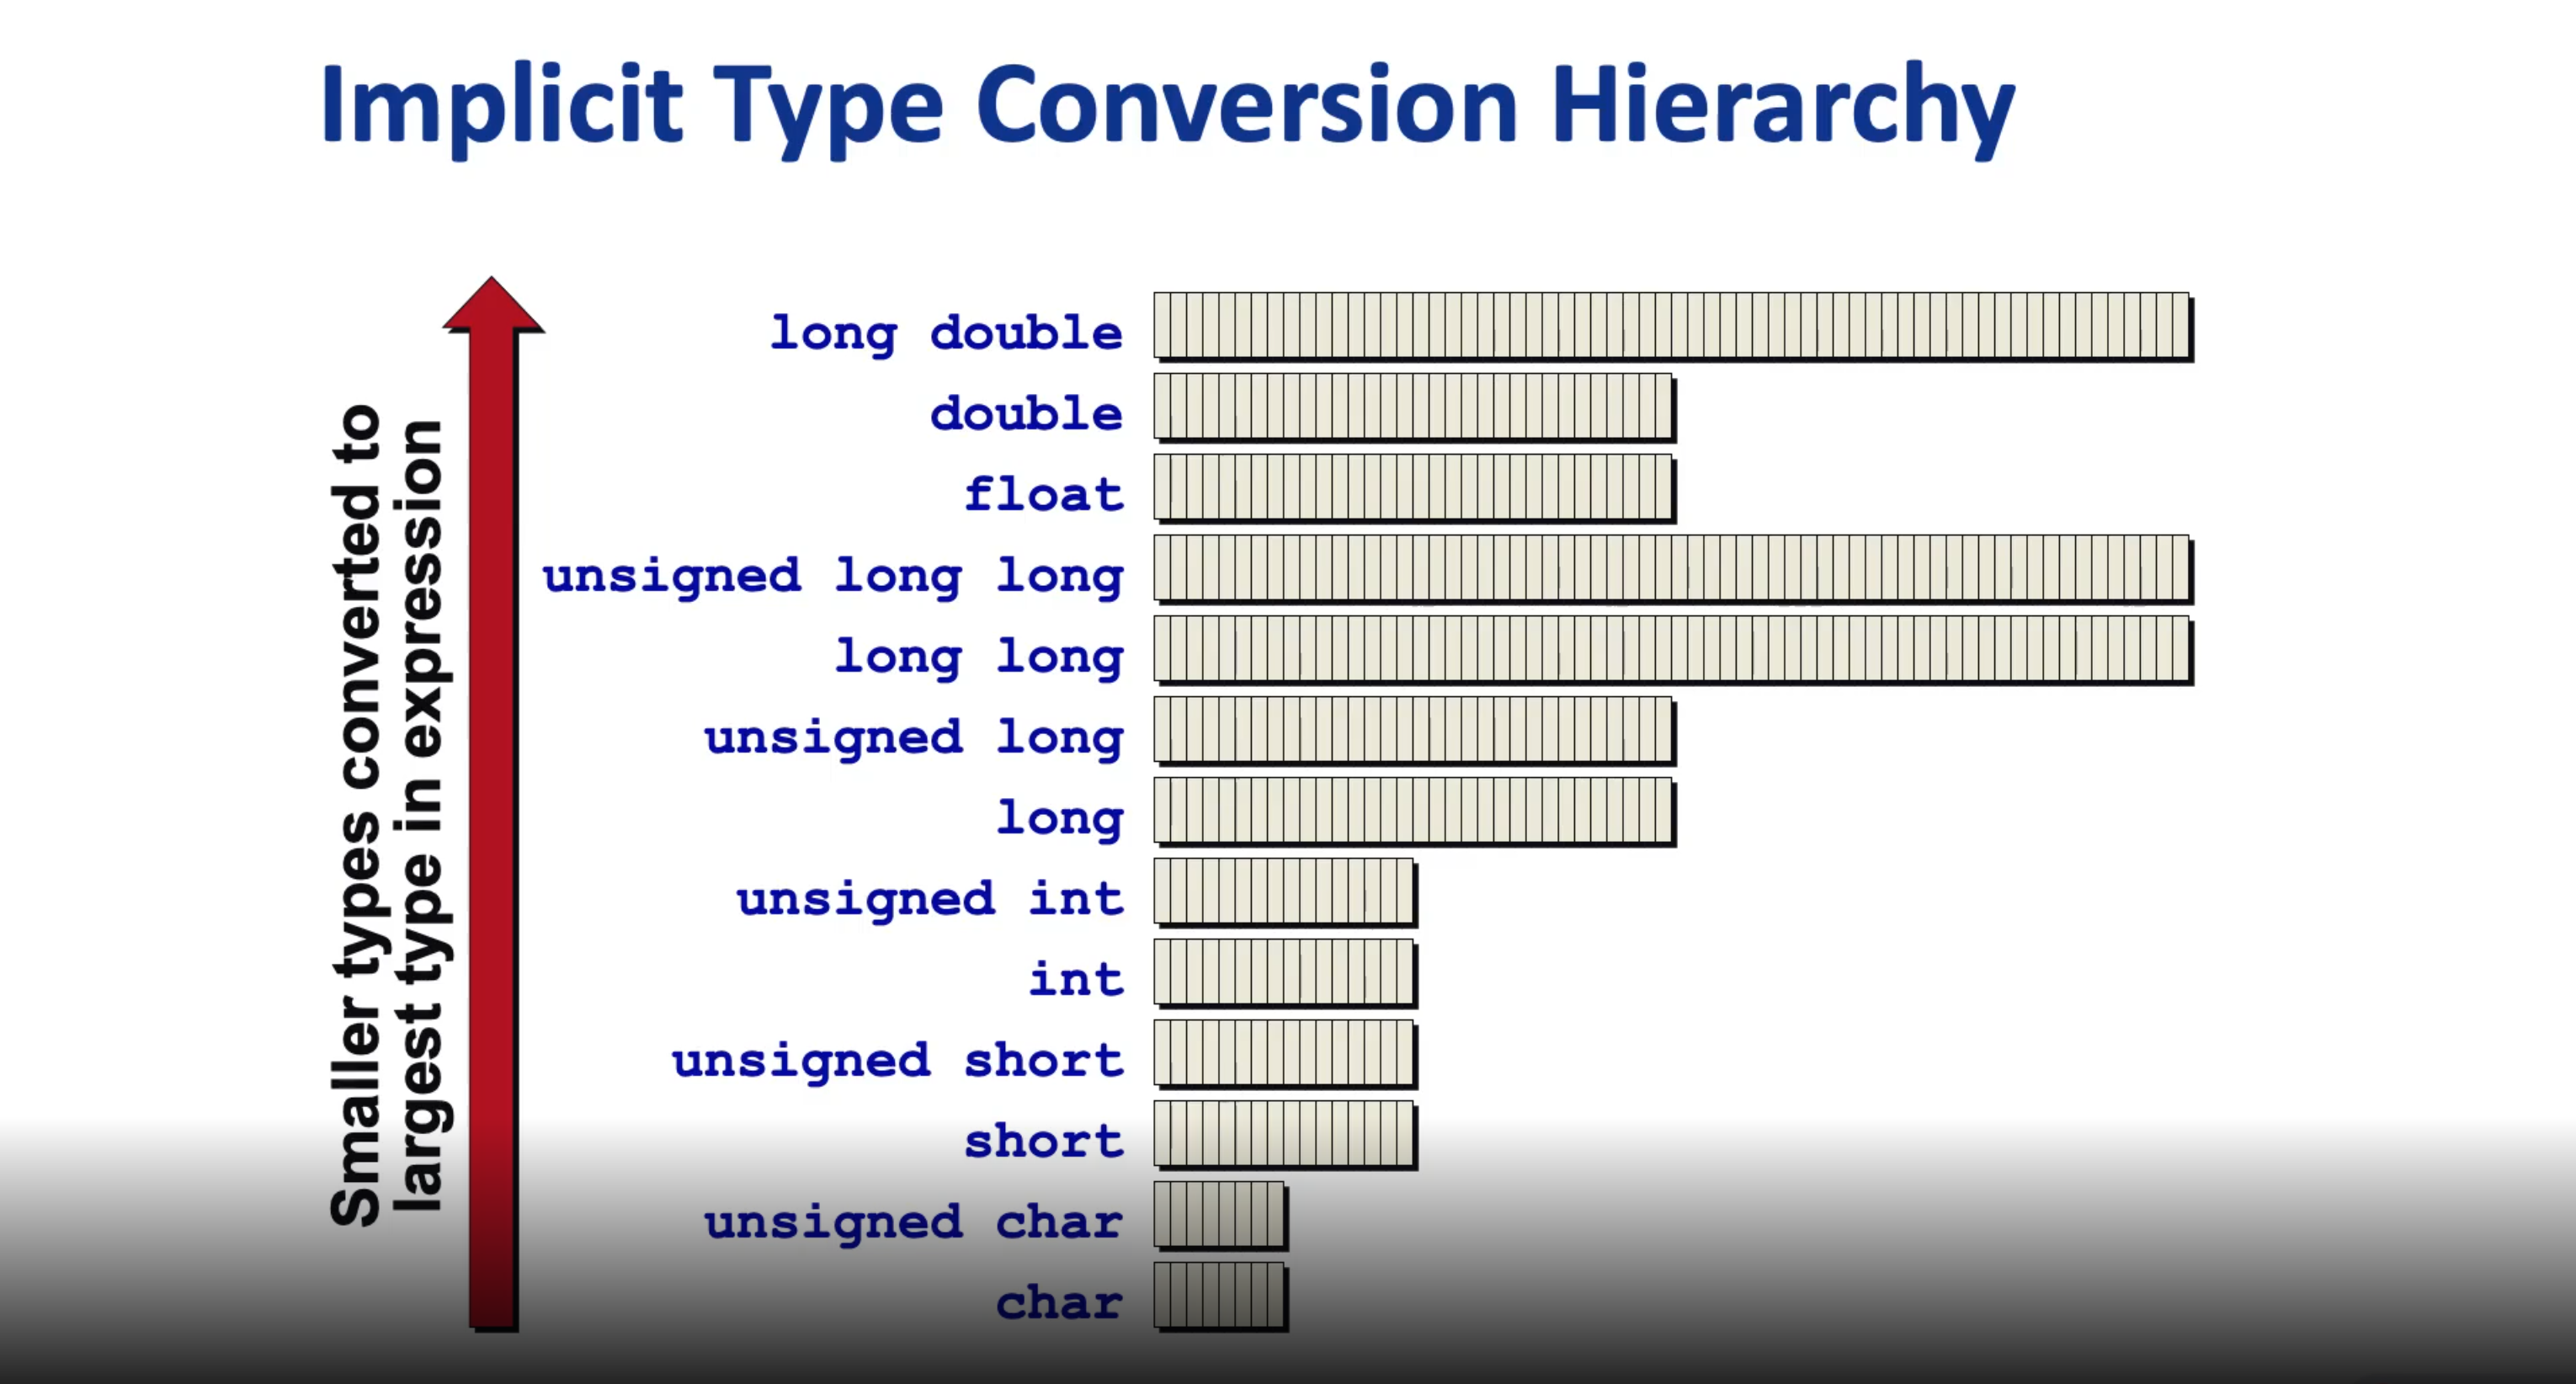 Implicit Type Conversion Hierarchy
Smaller types converted to
largest type in expression
long double
double
float
unsigned long long
long long
unsigned long
long
unsigned int
int
unsigned short
short
unsigned char
char